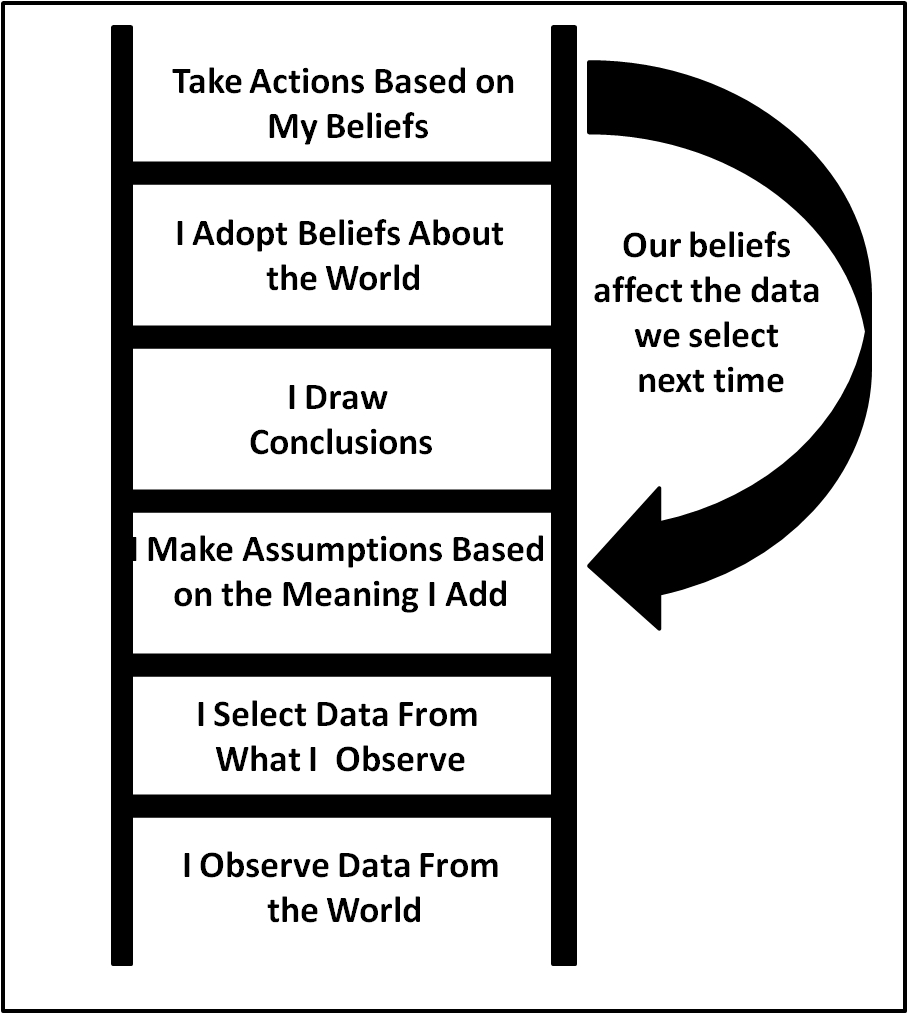 Take Actions Based on
My Beliefs
I Adopt Beliefs About
the World
Our beliefs
affect the data
we select
next time
I Draw
Conclusions
I Make Assumptions Based
on the Meaning I Add
I Select Data From
What I  Observe
I Observe Data From
the World